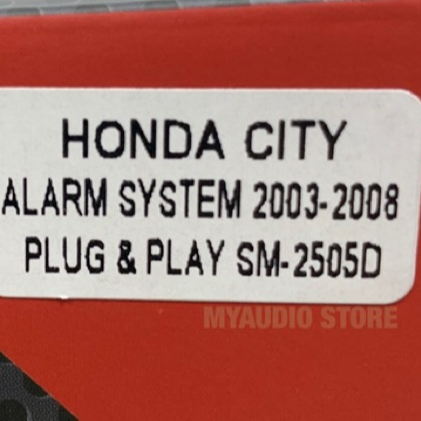 HONDA CITY
ALARM SYSTEM 2003-2008
PLUG & PLAY SM-2505D
MYAUDIO STORE